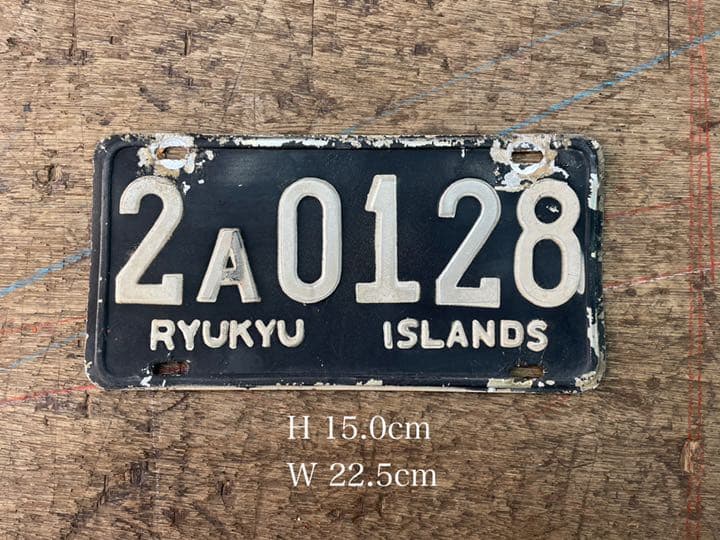 2A0128
RYUKYU ISLANDS
H 15.0cm
W 22.5cm